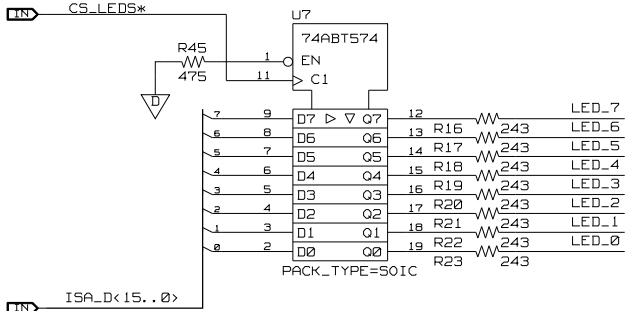 IN CS_LEDS*
U7
74ABT574
R45 1 EN
475 11 C1
D
7 9 D7 Q7 12 LED_7
R16 243
6 8 D6 Q6 13 LED_6
R17 243
5 7 D5 Q5 14 LED_5
R18 243
4 6 D4 Q4 15 LED_4
R19 243
3 5 D3 Q3 16 LED_3
R20 243
2 4 D2 Q2 17 LED_2
R21 243
1 3 D1 Q1 18 LED_1
R22 243
0 2 D0 Q0 19 LED_0
R23 243
PACK_TYPE=SOIC
IN ISA_D<15..0>